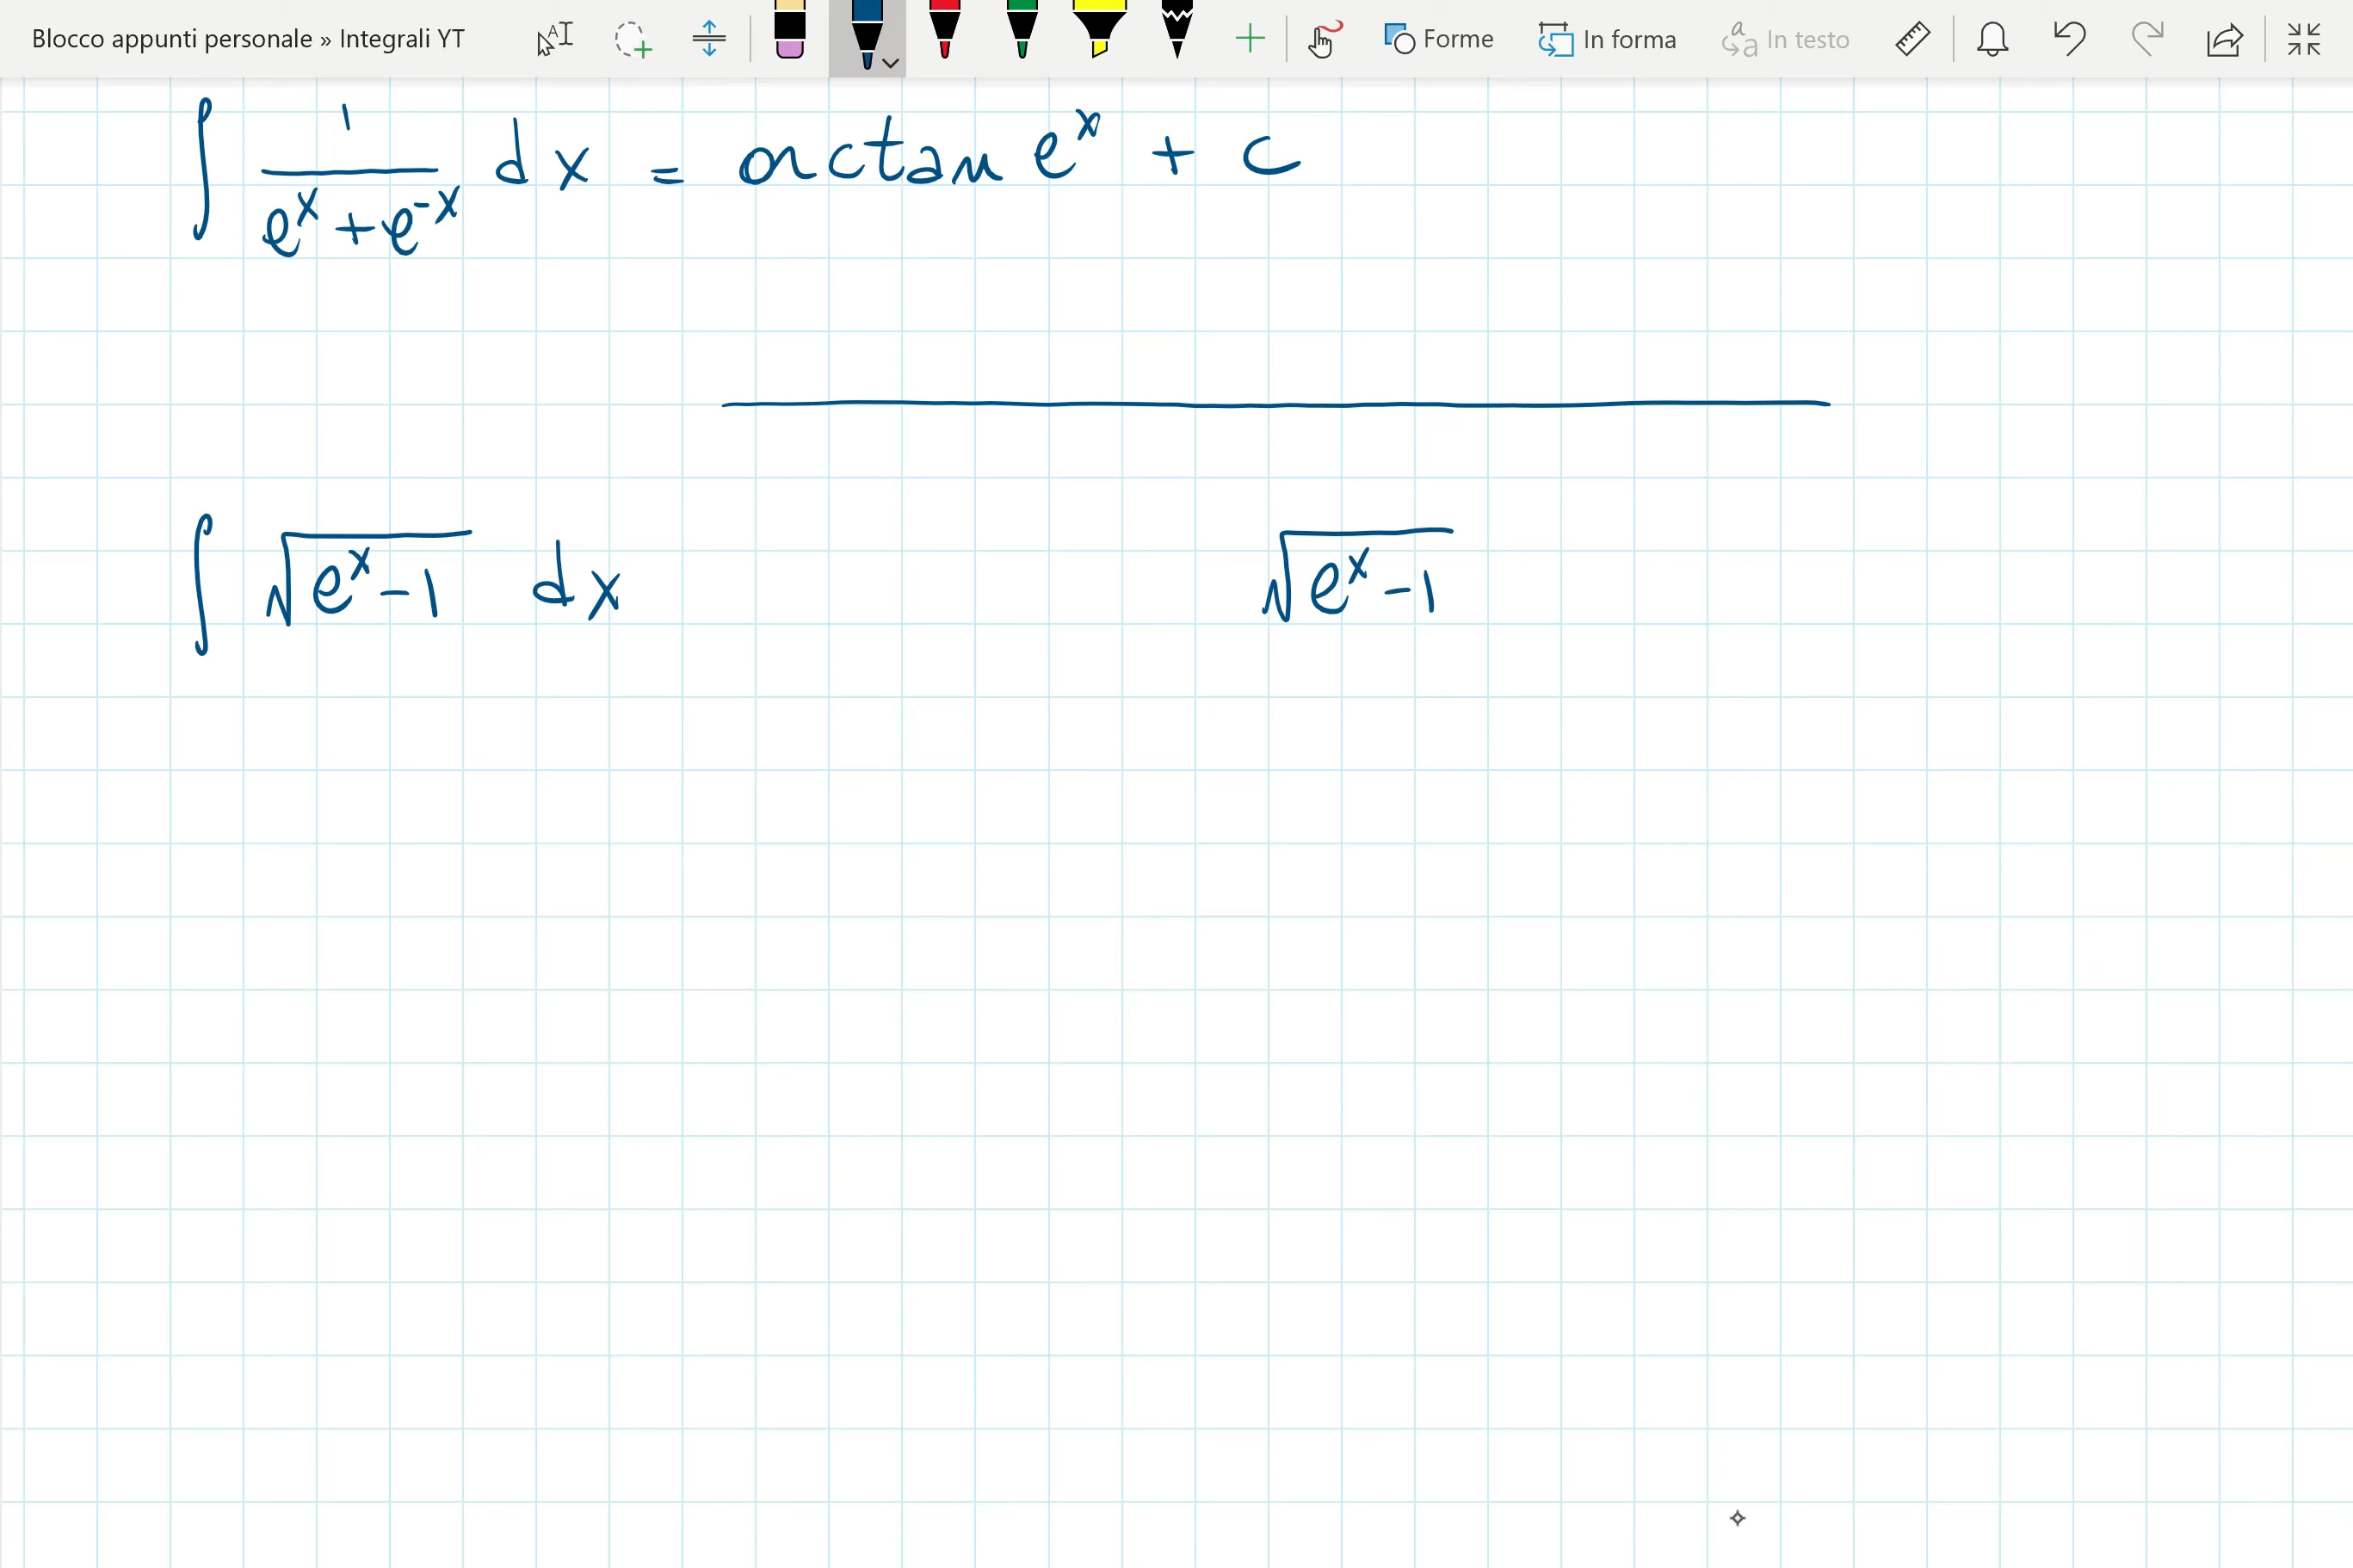 Blocco appunti personale » Integrali YT Forme In forma In testo
∫ 1/(e^x + e^-x) dx = arctan e^x + c
∫ √(e^x - 1) dx √(e^x - 1)